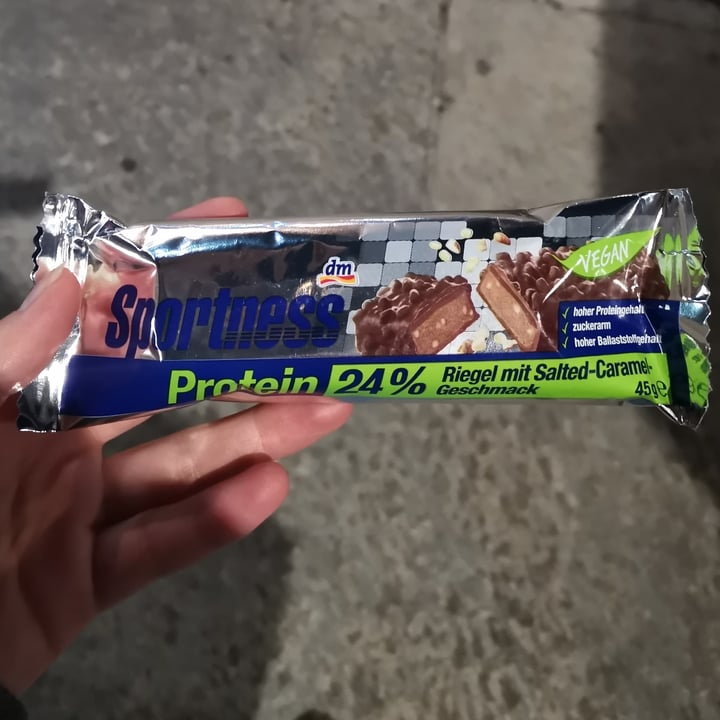 dm
Sportness
VEGAN
✓ hoher Proteingehalt
✓ zuckerarm
✓ hoher Ballaststoffgehalt
Protein 24% Riegel mit Salted-Caramel-
Geschmack
45g e